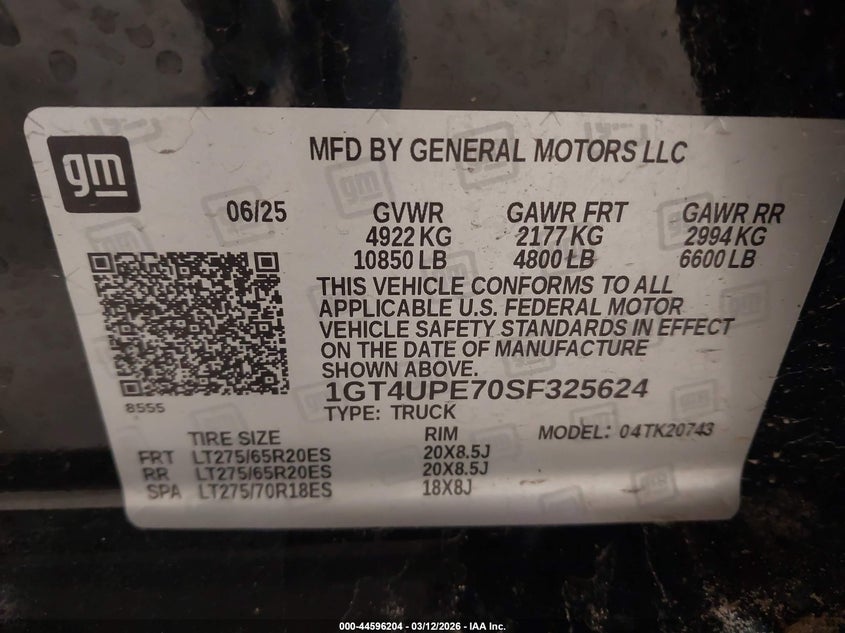 gm
MFD BY GENERAL MOTORS LLC
06/25 GVWR GAWR FRT GAWR RR
4922 KG 2177 KG 2994 KG
10850 LB 4800 LB 6600 LB
THIS VEHICLE CONFORMS TO ALL
APPLICABLE U.S. FEDERAL MOTOR
VEHICLE SAFETY STANDARDS IN EFFECT
ON THE DATE OF MANUFACTURE
SHOWN ABOVE.
1GT4UPE70SF325624
8555
TYPE: TRUCK
TIRE SIZE RIM MODEL: 04TK20743
FRT LT275/65R20ES 20X8.5J
RR LT275/65R20ES 20X8.5J
SPA LT275/70R18ES 18X8J
000-44596204 - 03/12/2026 - IAA Inc.